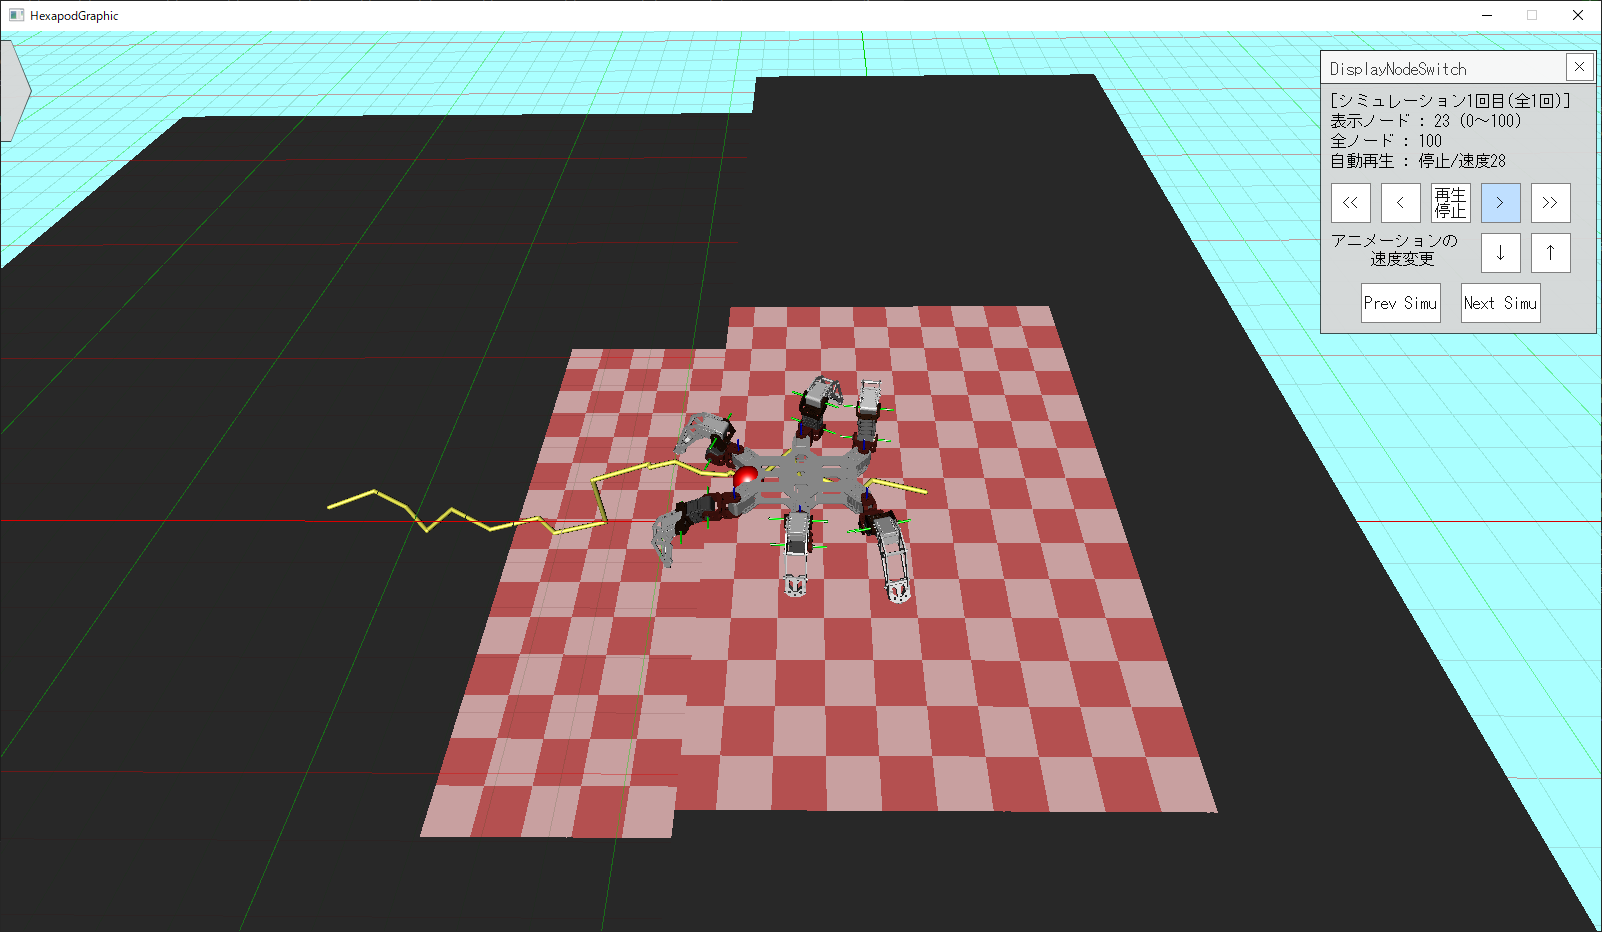 HexapodGraphic
DisplayNodeSwitch
[シミュレーション1回目(全1回)]
表示ノード : 23 (0～100)
全ノード : 100
自動再生 : 停止/速度28
<< < 再生 > >>
停止
アニメーションの
速度変更 ↓ ↑
Prev Simu Next Simu